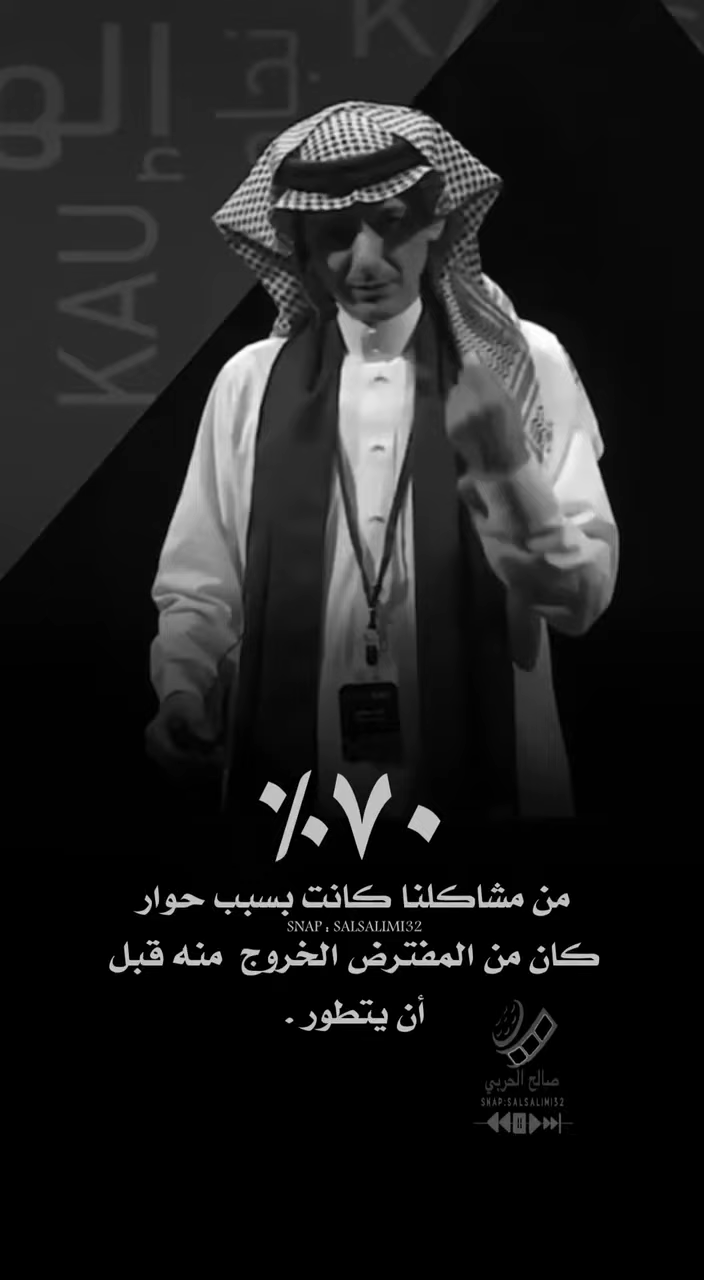 KAU
KA
٪٧٠
من مشاكلنا كانت بسبب حوار
SNAP : SALSALIMI32
كان من المفترض الخروج منه قبل
أن يتطور .
صالح الحربي
SNAP:SALSALIMI32